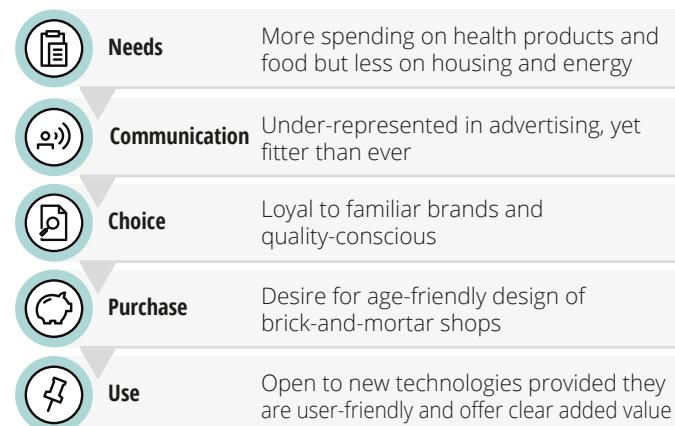 Needs
More spending on health products and
food but less on housing and energy
Communication
Under-represented in advertising, yet
fitter than ever
Choice
Loyal to familiar brands and
quality-conscious
Purchase
Desire for age-friendly design of
brick-and-mortar shops
Use
Open to new technologies provided they
are user-friendly and offer clear added value